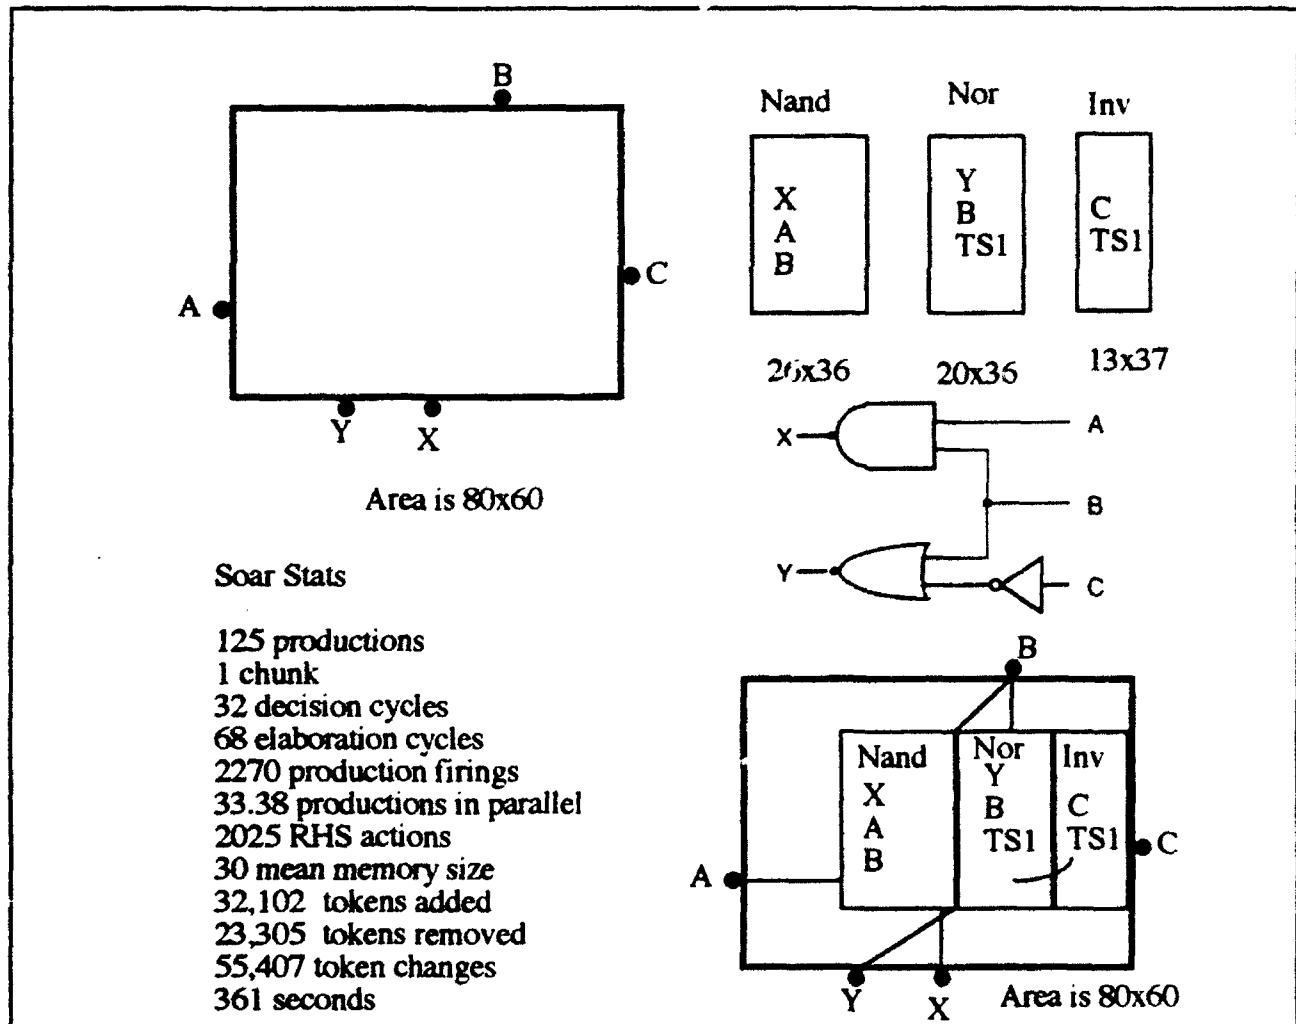 B
A
C
Y
X
Area is 80x60
Nand
Nor
Inv
X
A
B
Y
B
TS1
C
TS1
26x36
20x36
13x37
X
A
B
Y
C
Soar Stats
125 productions
1 chunk
32 decision cycles
68 elaboration cycles
2270 production firings
33.38 productions in parallel
2025 RHS actions
30 mean memory size
32,102 tokens added
23,305 tokens removed
55,407 token changes
361 seconds
B
Nand
X
A
B
Nor
Y
B
TS1
Inv
C
TS1
A
C
Y
X
Area is 80x60